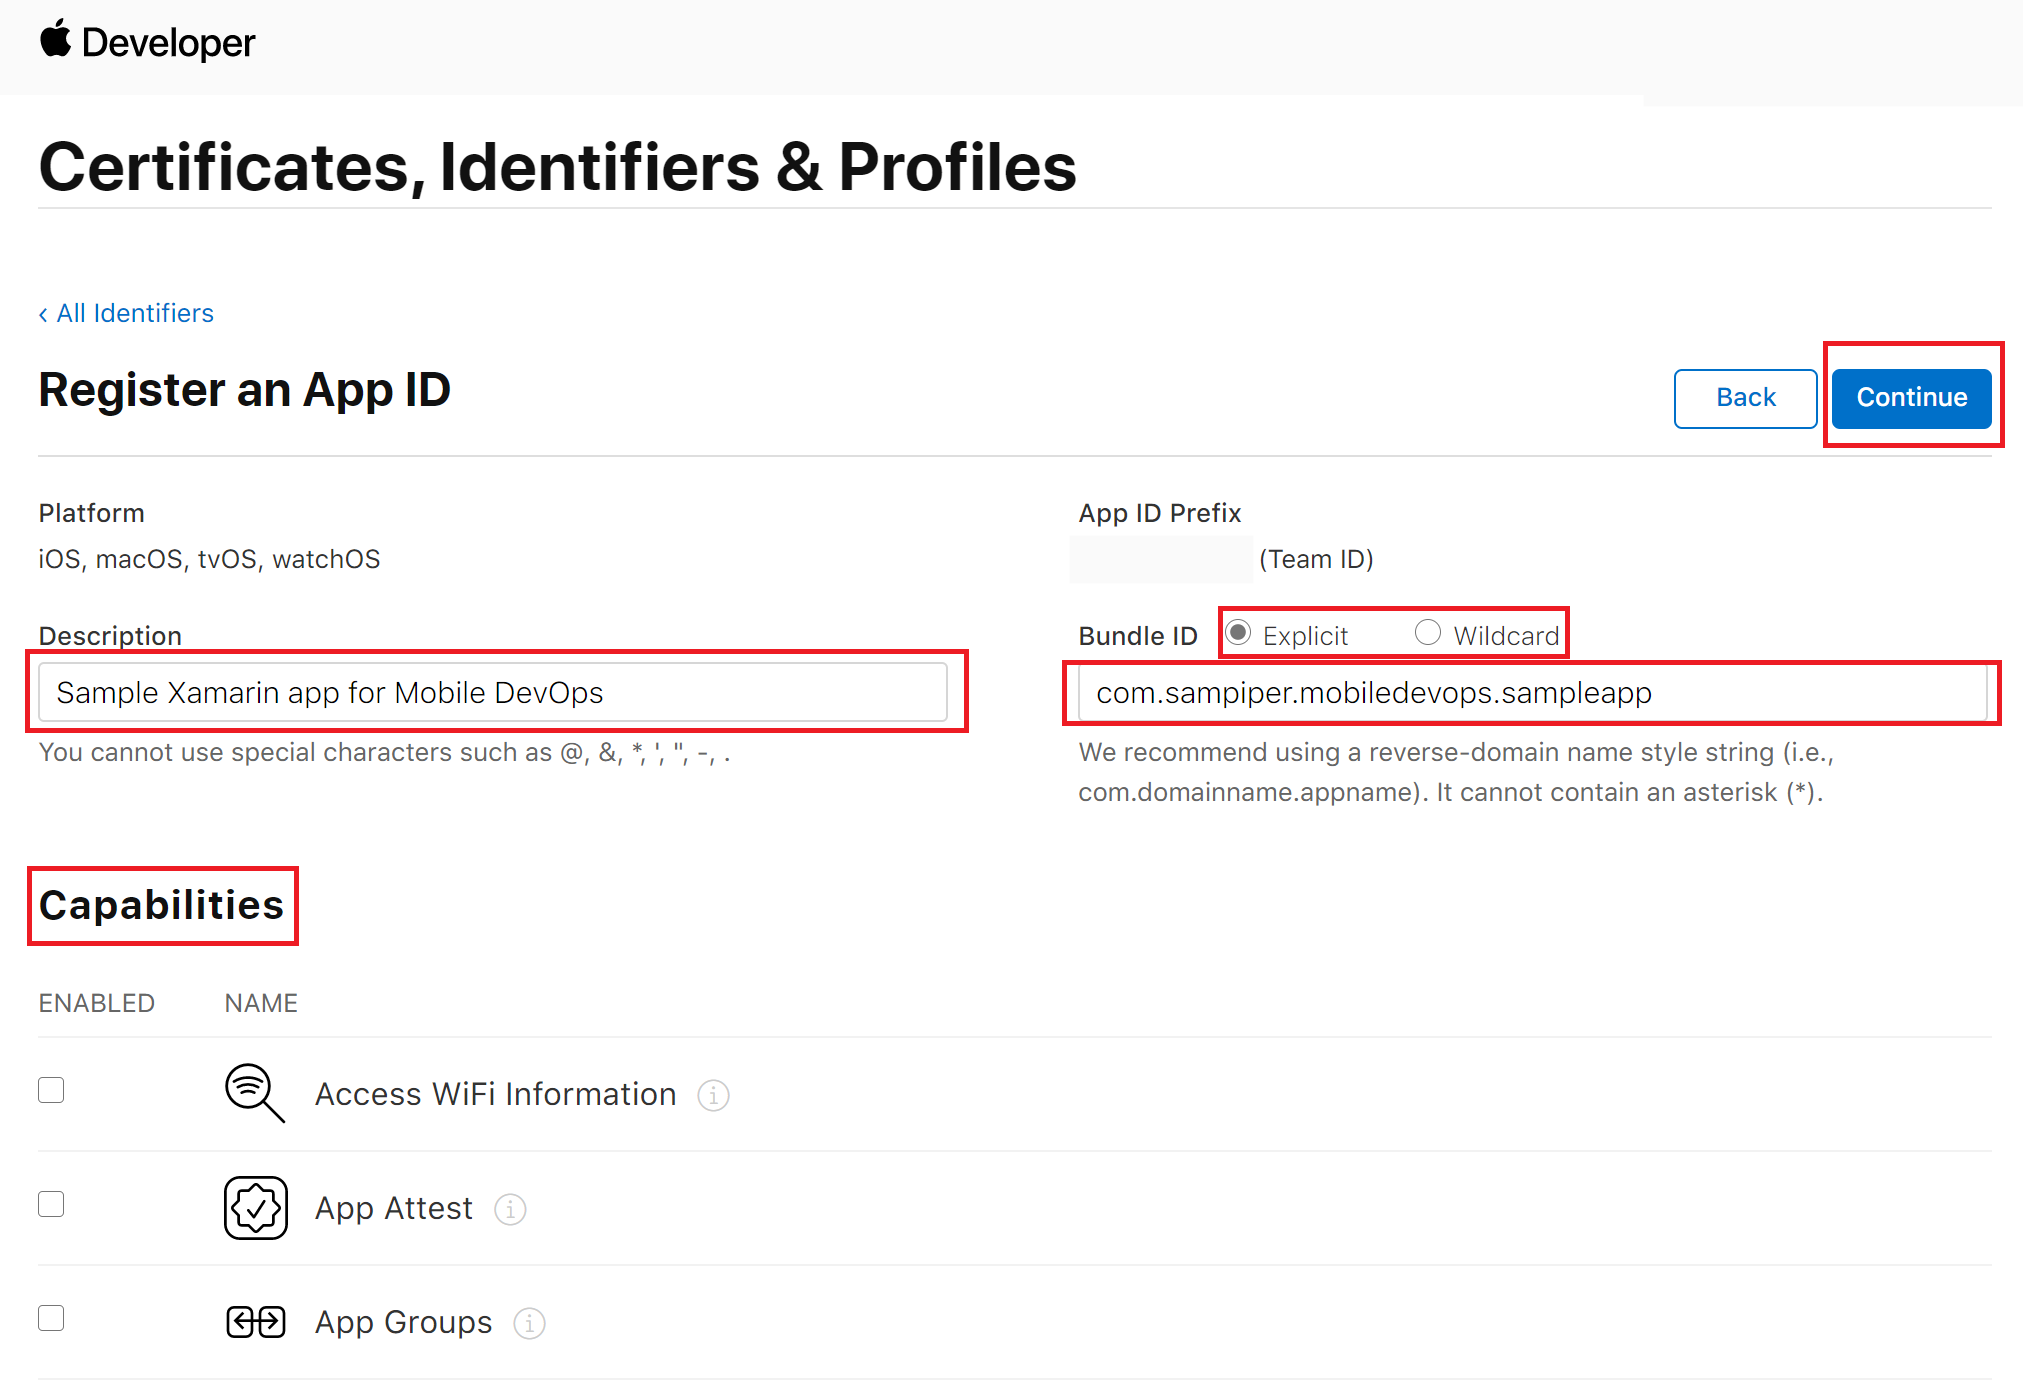 Developer
Certificates, Identifiers & Profiles
‹ All Identifiers
Register an App ID
Back
Continue
Platform
iOS, macOS, tvOS, watchOS
App ID Prefix
(Team ID)
Description
Sample Xamarin app for Mobile DevOps
You cannot use special characters such as @, &, *, ', ", -, .
Bundle ID Explicit Wildcard
com.sampiper.mobiledevops.sampleapp
We recommend using a reverse-domain name style string (i.e.,
com.domainname.appname). It cannot contain an asterisk (*).
Capabilities
ENABLED NAME
Access WiFi Information
App Attest
App Groups